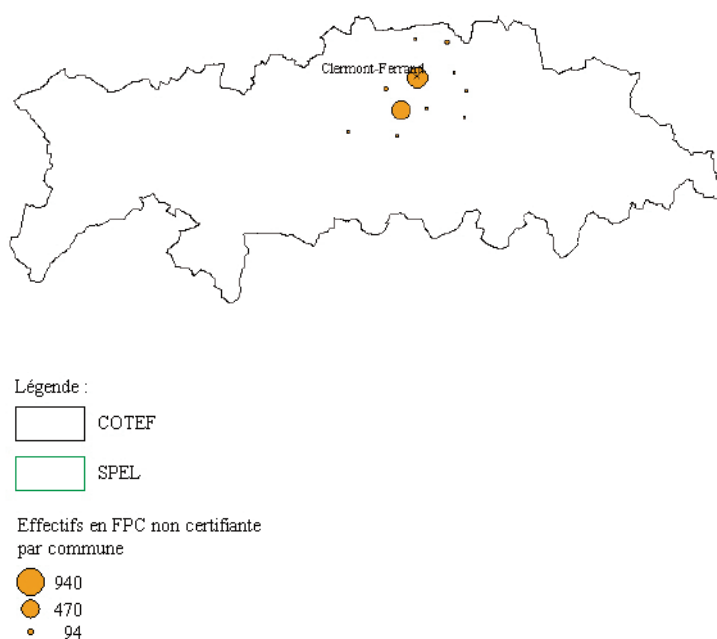 Clermont-Ferrand
Légende :
COTEF
SPEL
Effectifs en FPC non certifiante
par commune
940
470
94